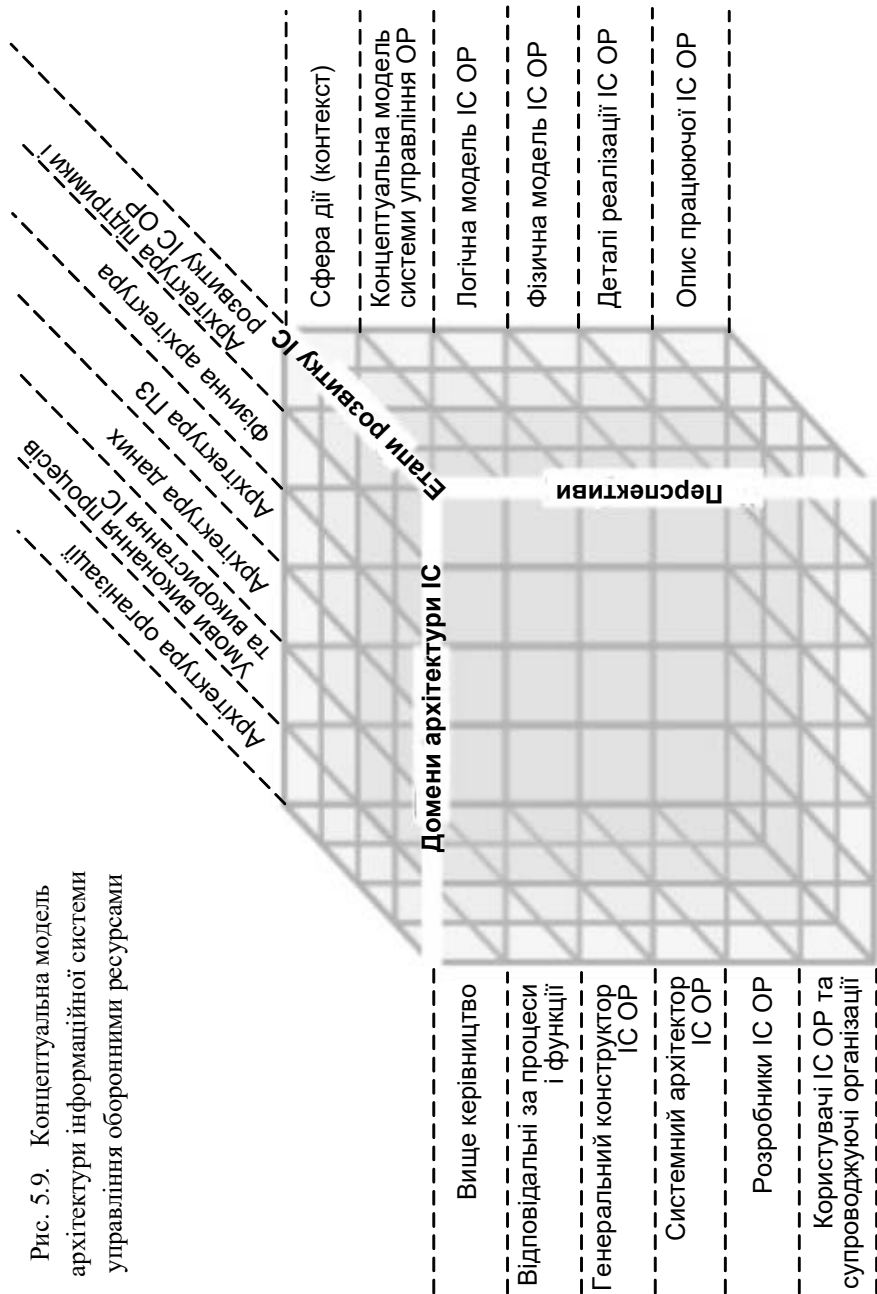 Рис. 5.9. Концептуальна модель
архітектури інформаційної системи
управління оборонними ресурсами
Архітектура організації
Умови виконання процесів
та використання ІС
Архітектура даних
Архітектура ПЗ
Фізична архітектура
Архітектура підтримки і
розвитку ІС ОР
Етапи розвитку ІС
Домени архітектури ІС
Перспективи
Вище керівництво
Відповідальні за процеси
і функції
Генеральний конструктор
ІС ОР
Системний архітектор
ІС ОР
Розробники ІС ОР
Користувачі ІС ОР та
супроводжуючі організації
Сфера дії (контекст)
Концептуальна модель
системи управління ОР
Логічна модель ІС ОР
Фізична модель ІС ОР
Деталі реалізації ІС ОР
Опис працюючої ІС ОР